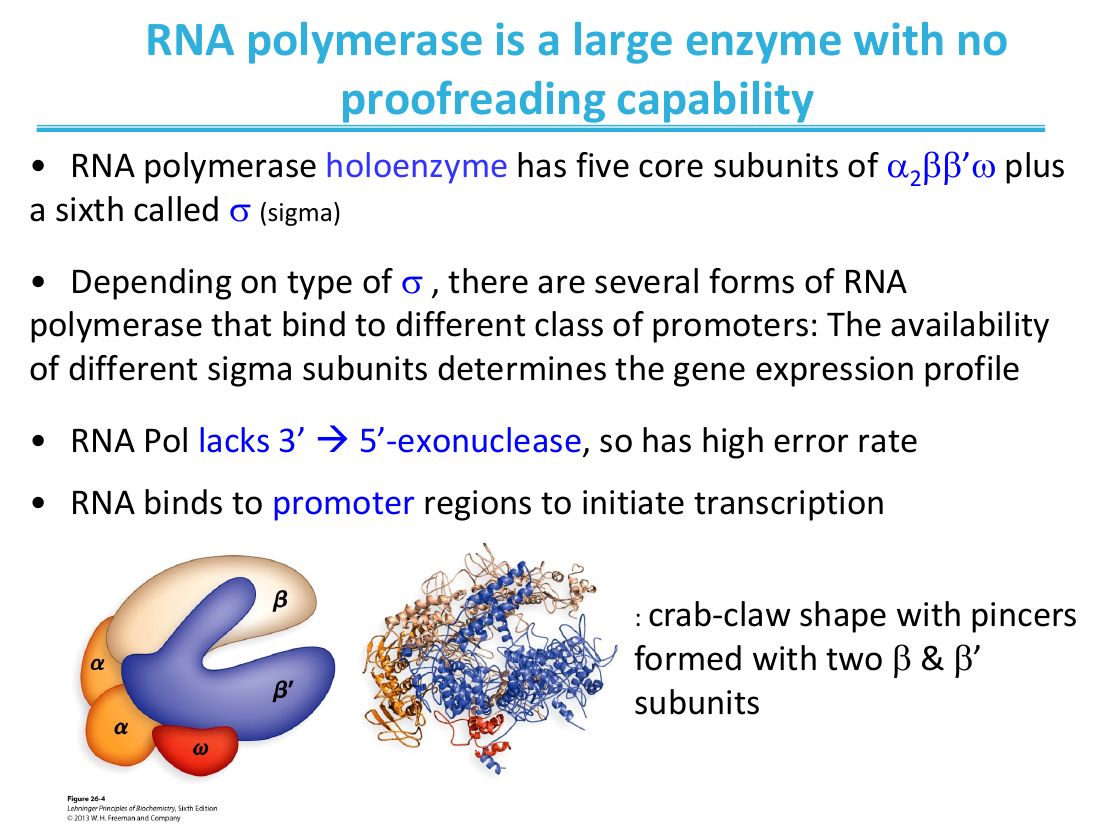 RNA polymerase is a large enzyme with no
proofreading capability
• RNA polymerase holoenzyme has five core subunits of α₂ββ’ω plus
a sixth called σ (sigma)
• Depending on type of σ , there are several forms of RNA
polymerase that bind to different class of promoters: The availability
of different sigma subunits determines the gene expression profile
• RNA Pol lacks 3’ → 5’-exonuclease, so has high error rate
• RNA binds to promoter regions to initiate transcription
β
α
β′
α
ω
: crab-claw shape with pincers
formed with two β & β’
subunits
Figure 26-4
Lehninger Principles of Biochemistry, Sixth Edition
© 2013 W. H. Freeman and Company